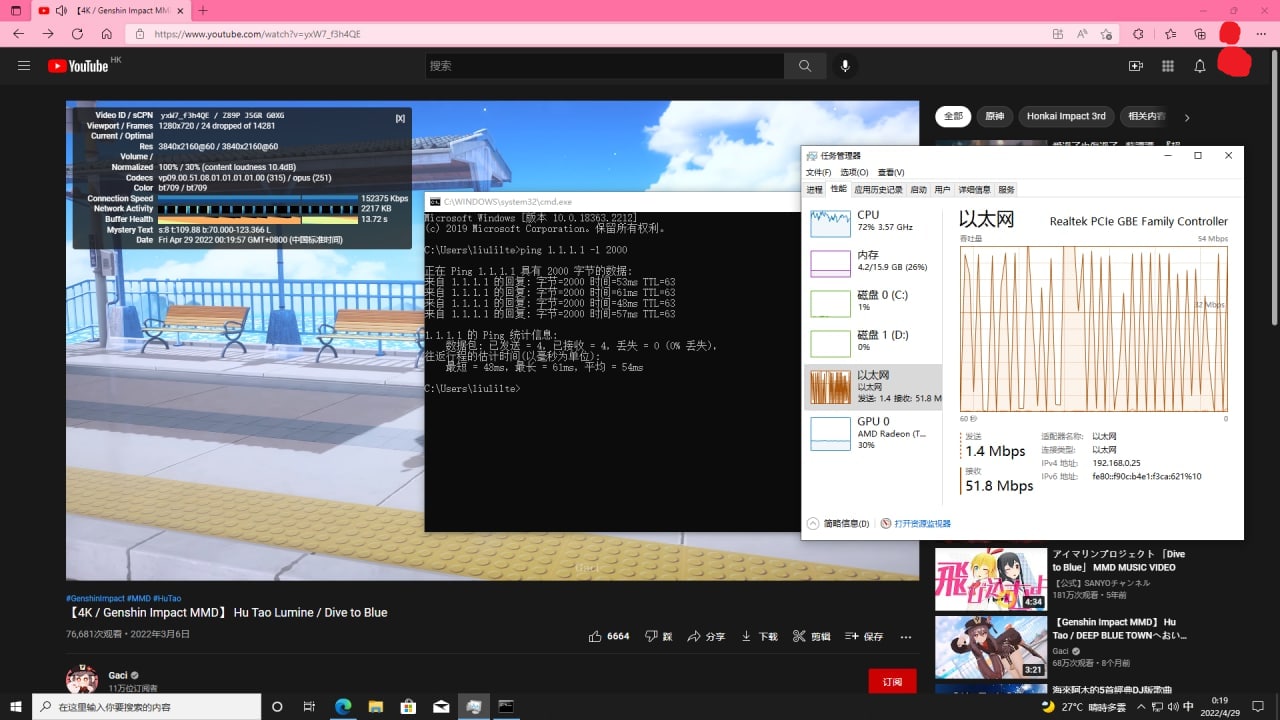 【4K / Genshin Impact MM
https://www.youtube.com/watch?v=yxW7_f3h4QE
YouTube HK
搜索
Video ID / sCPN yxW7_f3h4QE / Z89P JSGR G0XG
Viewport / Frames 1280x720 / 24 dropped of 14281
Current / Optimal
Res 3840x2160@60 / 3840x2160@60
Volume /
Normalized 100% / 30% (content loudness 10.4dB)
Codecs vp09.00.51.08.01.01.01.01.00 (315) / opus (251)
Color bt709 / bt709
Connection Speed 152375 Kbps
Network Activity 2217 KB
Buffer Health 13.72 s
Mystery Text s:8 t:109.88 b:70.000-123.366 L
Date Fri Apr 29 2022 00:19:57 GMT+0800 (中国标准时间)
[X]
C:\WINDOWS\system32\cmd.exe
Microsoft Windows [版本 10.0.18363.2212]
(c) 2019 Microsoft Corporation。保留所有权利。
C:\Users\liulilte>ping 1.1.1.1 -l 2000
正在 Ping 1.1.1.1 具有 2000 字节的数据:
来自 1.1.1.1 的回复: 字节=2000 时间=53ms TTL=63
来自 1.1.1.1 的回复: 字节=2000 时间=61ms TTL=63
来自 1.1.1.1 的回复: 字节=2000 时间=48ms TTL=63
来自 1.1.1.1 的回复: 字节=2000 时间=57ms TTL=63
1.1.1.1 的 Ping 统计信息:
数据包: 已发送 = 4，已接收 = 4，丢失 = 0 (0% 丢失)，
往返行程的估计时间(以毫秒为单位):
最短 = 48ms，最长 = 61ms，平均 = 54ms
C:\Users\liulilte>
Gaci
全部 原神 Honkai Impact 3rd 相关内容
任务管理器
文件(F) 选项(O) 查看(V)
进程 性能 应用历史记录 启动 用户 详细信息 服务
CPU
72% 3.57 GHz
内存
4.2/15.9 GB (26%)
磁盘 0 (C:)
1%
磁盘 1 (D:)
0%
以太网
以太网
发送: 1.4 接收: 51.8 M
GPU 0
AMD Radeon (T...
30%
以太网 Realtek PCIe GBE Family Controller
吞吐量 54 Mbps
32 Mbps
60 秒 0
发送
1.4 Mbps
接收
51.8 Mbps
适配器名称: 以太网
连接类型: 以太网
IPv4 地址: 192.168.0.25
IPv6 地址: fe80::f90c:b4e1:f3ca:621%10
简略信息(D) 打开资源监视器
#GenshinImpact #MMD #HuTao
【4K / Genshin Impact MMD】 Hu Tao Lumine / Dive to Blue
76,681次观看 • 2022年3月6日
6664 踩 分享 下载 剪辑 保存
Gaci
11万位订阅者
订阅
アイマリンプロジェクト 「Dive
to Blue」 MMD MUSIC VIDEO
【公式】SANYOチャンネル
181万次观看 • 5年前
4:34
【Genshin Impact MMD】 Hu
Tao / DEEP BLUE TOWNへおい...
Gaci
68万次观看 • 8个月前
3:21
海来阿木的5首經典DJ版歌曲
在这里输入你要搜索的内容
27°C 晴時多雲
中
0:19
2022/4/29